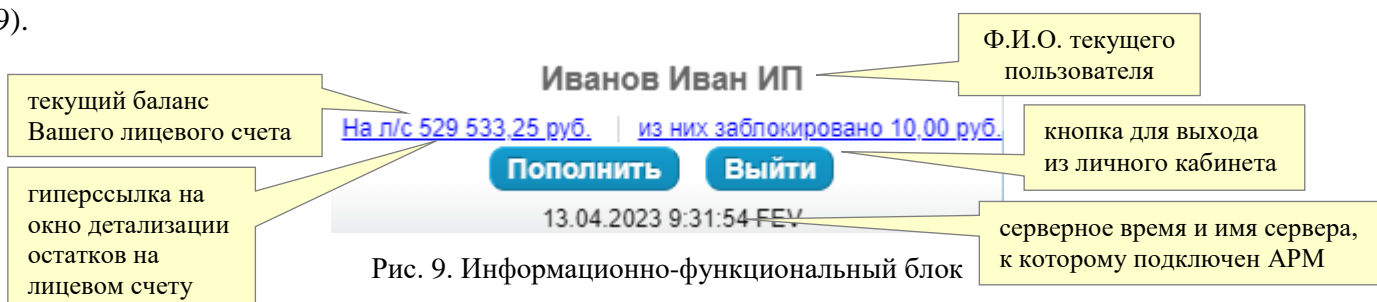 9).
Ф.И.О. текущего
пользователя
Иванов Иван ИП
текущий баланс
Вашего лицевого счета
На л/с 529 533,25 руб. из них заблокировано 10,00 руб.
кнопка для выхода
из личного кабинета
Пополнить Выйти
гиперссылка на
окно детализации
остатков на
лицевом счету
13.04.2023 9:31:54 FEV
серверное время и имя сервера,
к которому подключен АРМ
Рис. 9. Информационно-функциональный блок